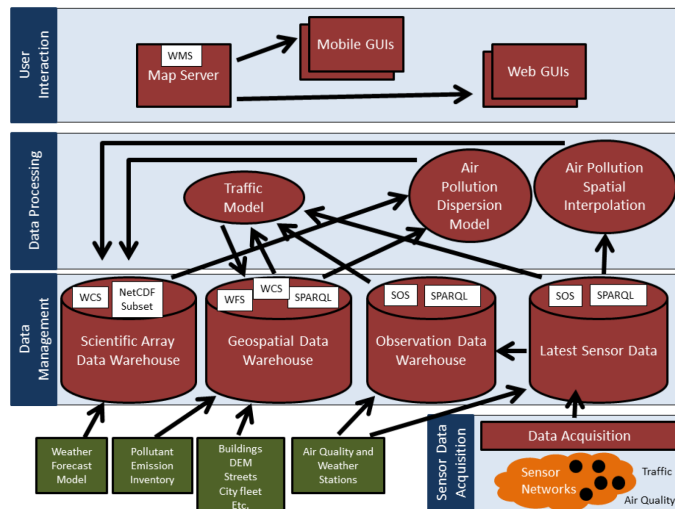 User
Interaction
WMS
Map Server
Mobile GUIs
Web GUIs
Data Processing
Traffic
Model
Air
Pollution
Dispersion
Model
Air Pollution
Spatial
Interpolation
Data
Management
WCS
NetCDF
Subset
Scientific Array
Data Warehouse
WFS
WCS
SPARQL
Geospatial Data
Warehouse
SOS
SPARQL
Observation Data
Warehouse
SOS
SPARQL
Latest Sensor Data
Weather
Forecast
Model
Pollutant
Emission
Inventory
Buildings
DEM
Streets
City fleet
Etc.
Air Quality and
Weather
Stations
Sensor Data
Acquisition
Data Acquisition
Sensor
Networks
Traffic
Air Quality